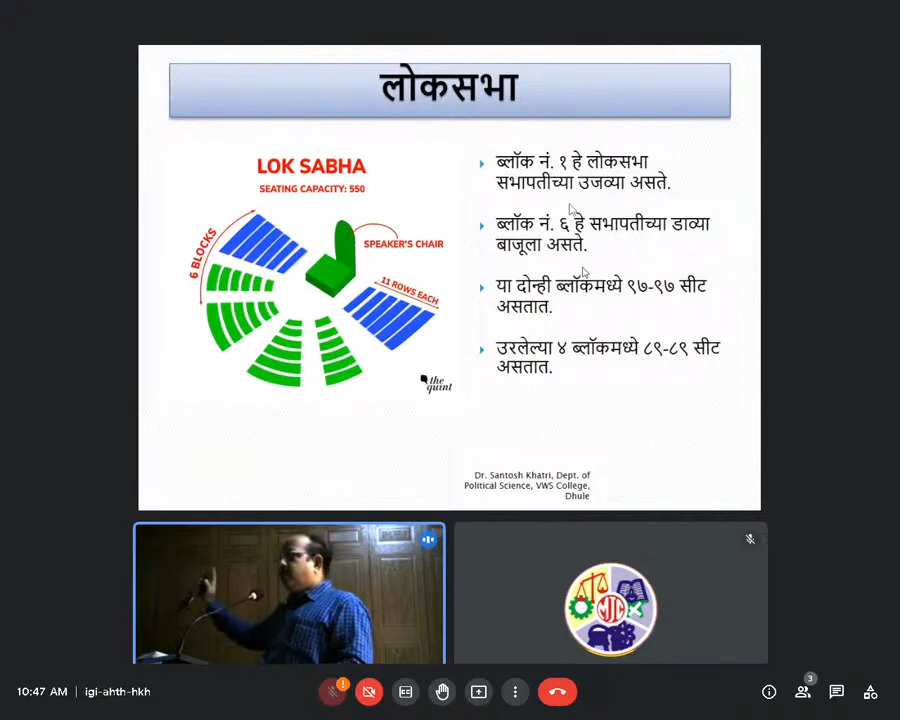 लोकसभा
LOK SABHA
SEATING CAPACITY: 550
6 BLOCKS
SPEAKER'S CHAIR
11 ROWS EACH
the
quint
ब्लॉक नं. १ हे लोकसभा
सभापतीच्या उजव्या असते.
ब्लॉक नं. ६ हे सभापतीच्या डाव्या
बाजूला असते.
या दोन्ही ब्लॉकमध्ये ९७-९७ सीट
असतात.
उरलेल्या ४ ब्लॉकमध्ये ८९-८९ सीट
असतात.
Dr. Santosh Khatri, Dept. of
Political Science, VWS College,
Dhule
MJC
10:47 AM | igi-ahth-hkh
3